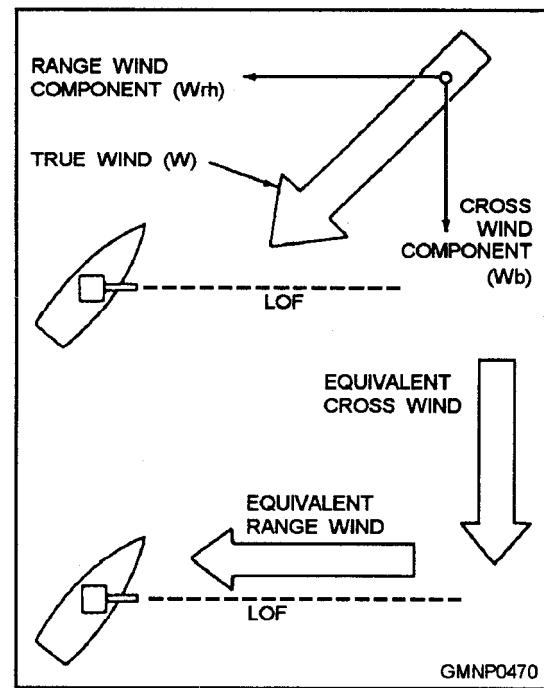 RANGE WIND
COMPONENT (Wrh)
TRUE WIND (W)
CROSS
WIND
COMPONENT
(Wb)
LOF
EQUIVALENT
CROSS WIND
EQUIVALENT
RANGE WIND
LOF
GMNP0470